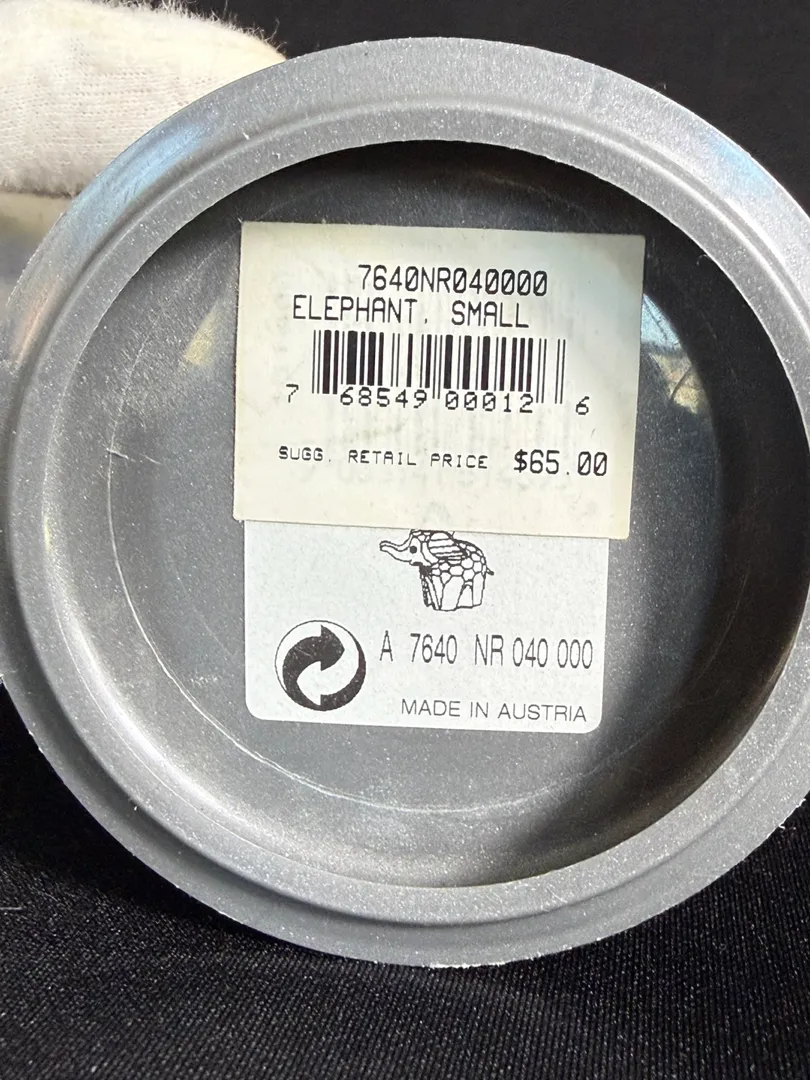 7640NR040000
ELEPHANT, SMALL
7 68549 00012 6
SUGG. RETAIL PRICE $65.00
A 7640 NR 040 000
MADE IN AUSTRIA